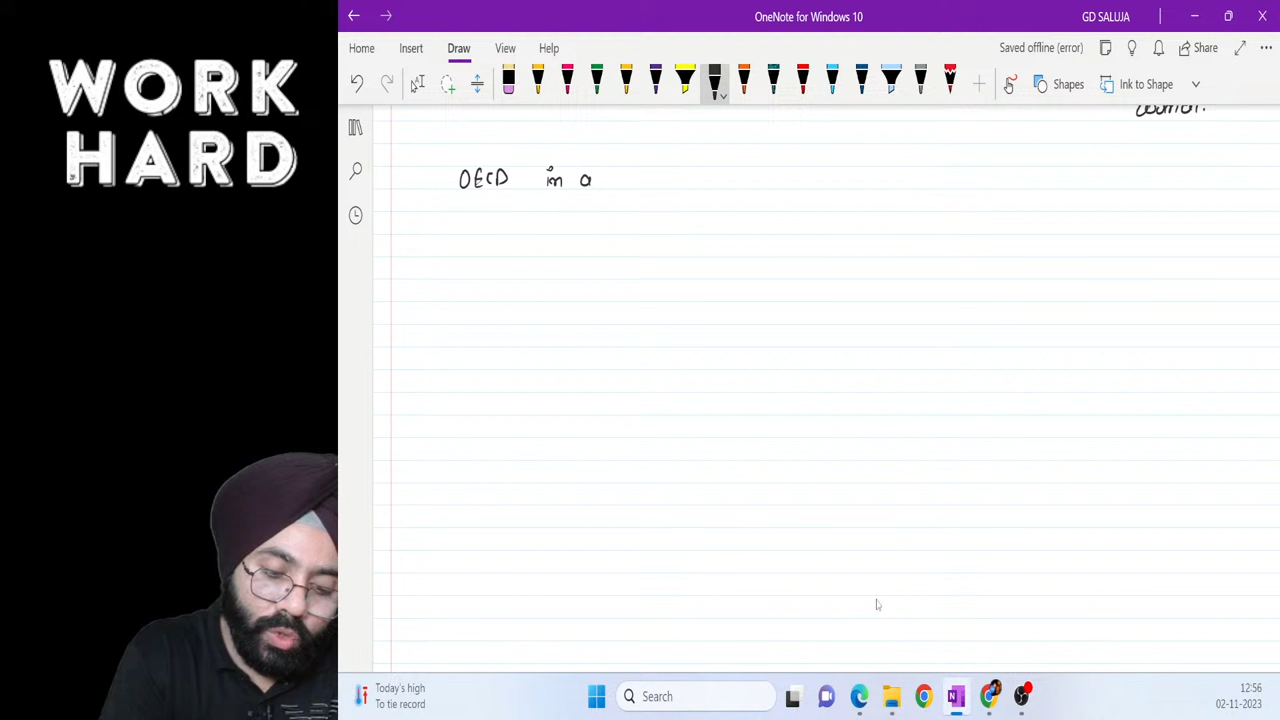 WORK
HARD
OneNote for Windows 10
GD SALUJA
Home
Insert
Draw
View
Help
Saved offline (error)
Share
Shapes
Ink to Shape
OECD in a
Today's high
To tie record
Search
12:56
02-11-2023